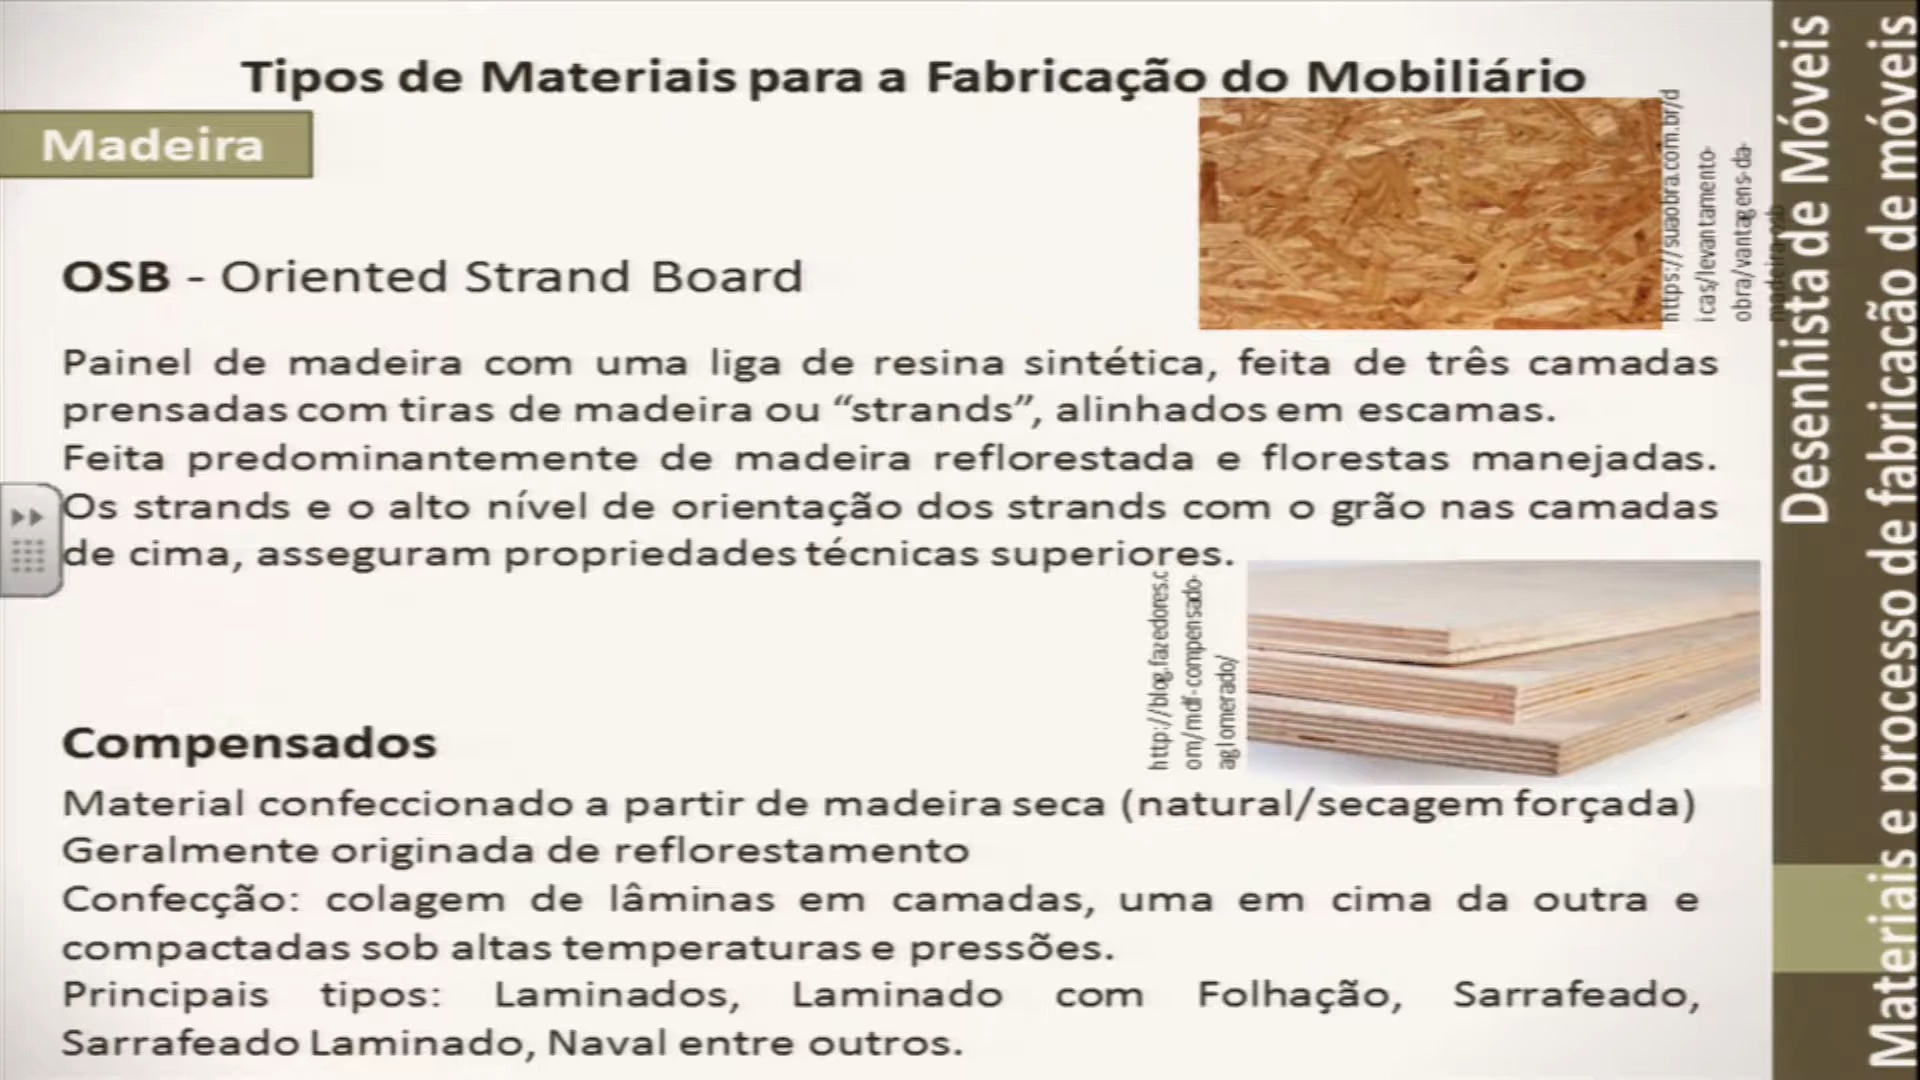 Tipos de Materiais para a Fabricação do Mobiliário
Madeira
https://suaobra.com.br/d
icas/levantamento-
obra/vantagens-da-
OSB - Oriented Strand Board
Painel de madeira com uma liga de resina sintética, feita de três camadas
prensadas com tiras de madeira ou “strands”, alinhados em escamas.
Feita predominantemente de madeira reflorestada e florestas manejadas.
Os strands e o alto nível de orientação dos strands com o grão nas camadas
de cima, asseguram propriedades técnicas superiores.
http://blog.fazedores.c
om/mdf-compensado-
aglomerado/
Compensados
Material confeccionado a partir de madeira seca (natural/secagem forçada)
Geralmente originada de reflorestamento
Confecção: colagem de lâminas em camadas, uma em cima da outra e
compactadas sob altas temperaturas e pressões.
Principais tipos: Laminados, Laminado com Folhação, Sarrafeado,
Sarrafeado Laminado, Naval entre outros.
Desenhista de Móveis
Materiais e processo de fabricação de móveis